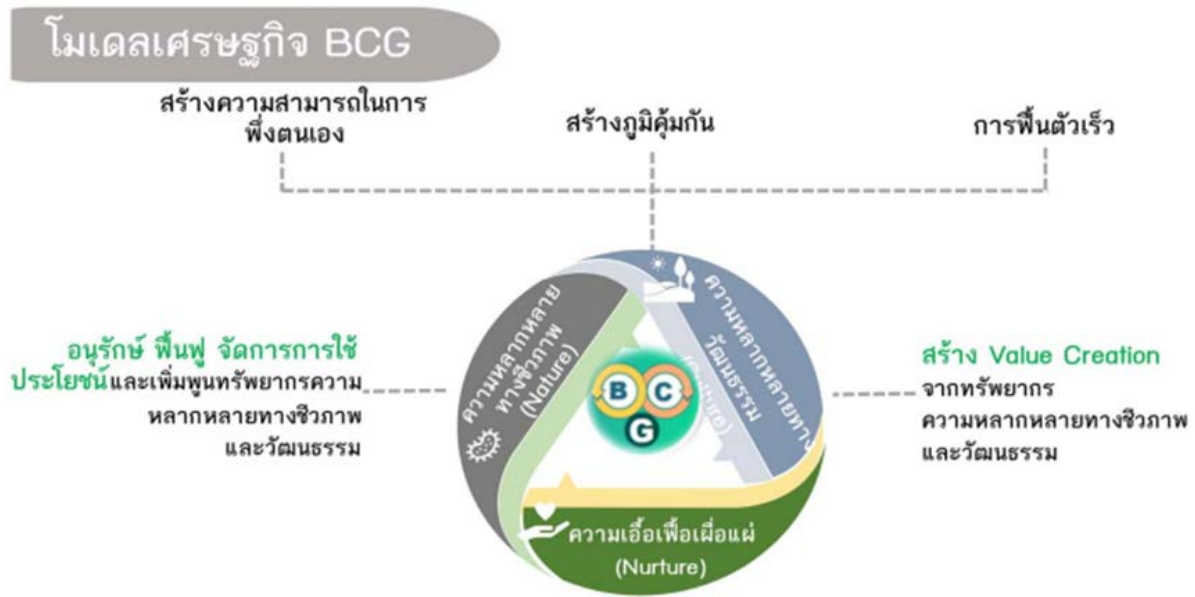 โมเดลเศรษฐกิจ BCG
สร้างความสามารถในการ
พึ่งตนเอง
สร้างภูมิคุ้มกัน
การฟื้นตัวเร็ว
ความหลากหลาย
ทางชีวภาพ
(Nature)
ความหลากหลายทาง
วัฒนธรรม
B C
G
ความเอื้อเฟื้อเผื่อแผ่
(Nurture)
อนุรักษ์ ฟื้นฟู จัดการการใช้
ประโยชน์และเพิ่มพูนทรัพยากรความ
หลากหลายทางชีวภาพ
และวัฒนธรรม
สร้าง Value Creation
จากทรัพยากร
ความหลากหลายทางชีวภาพ
และวัฒนธรรม